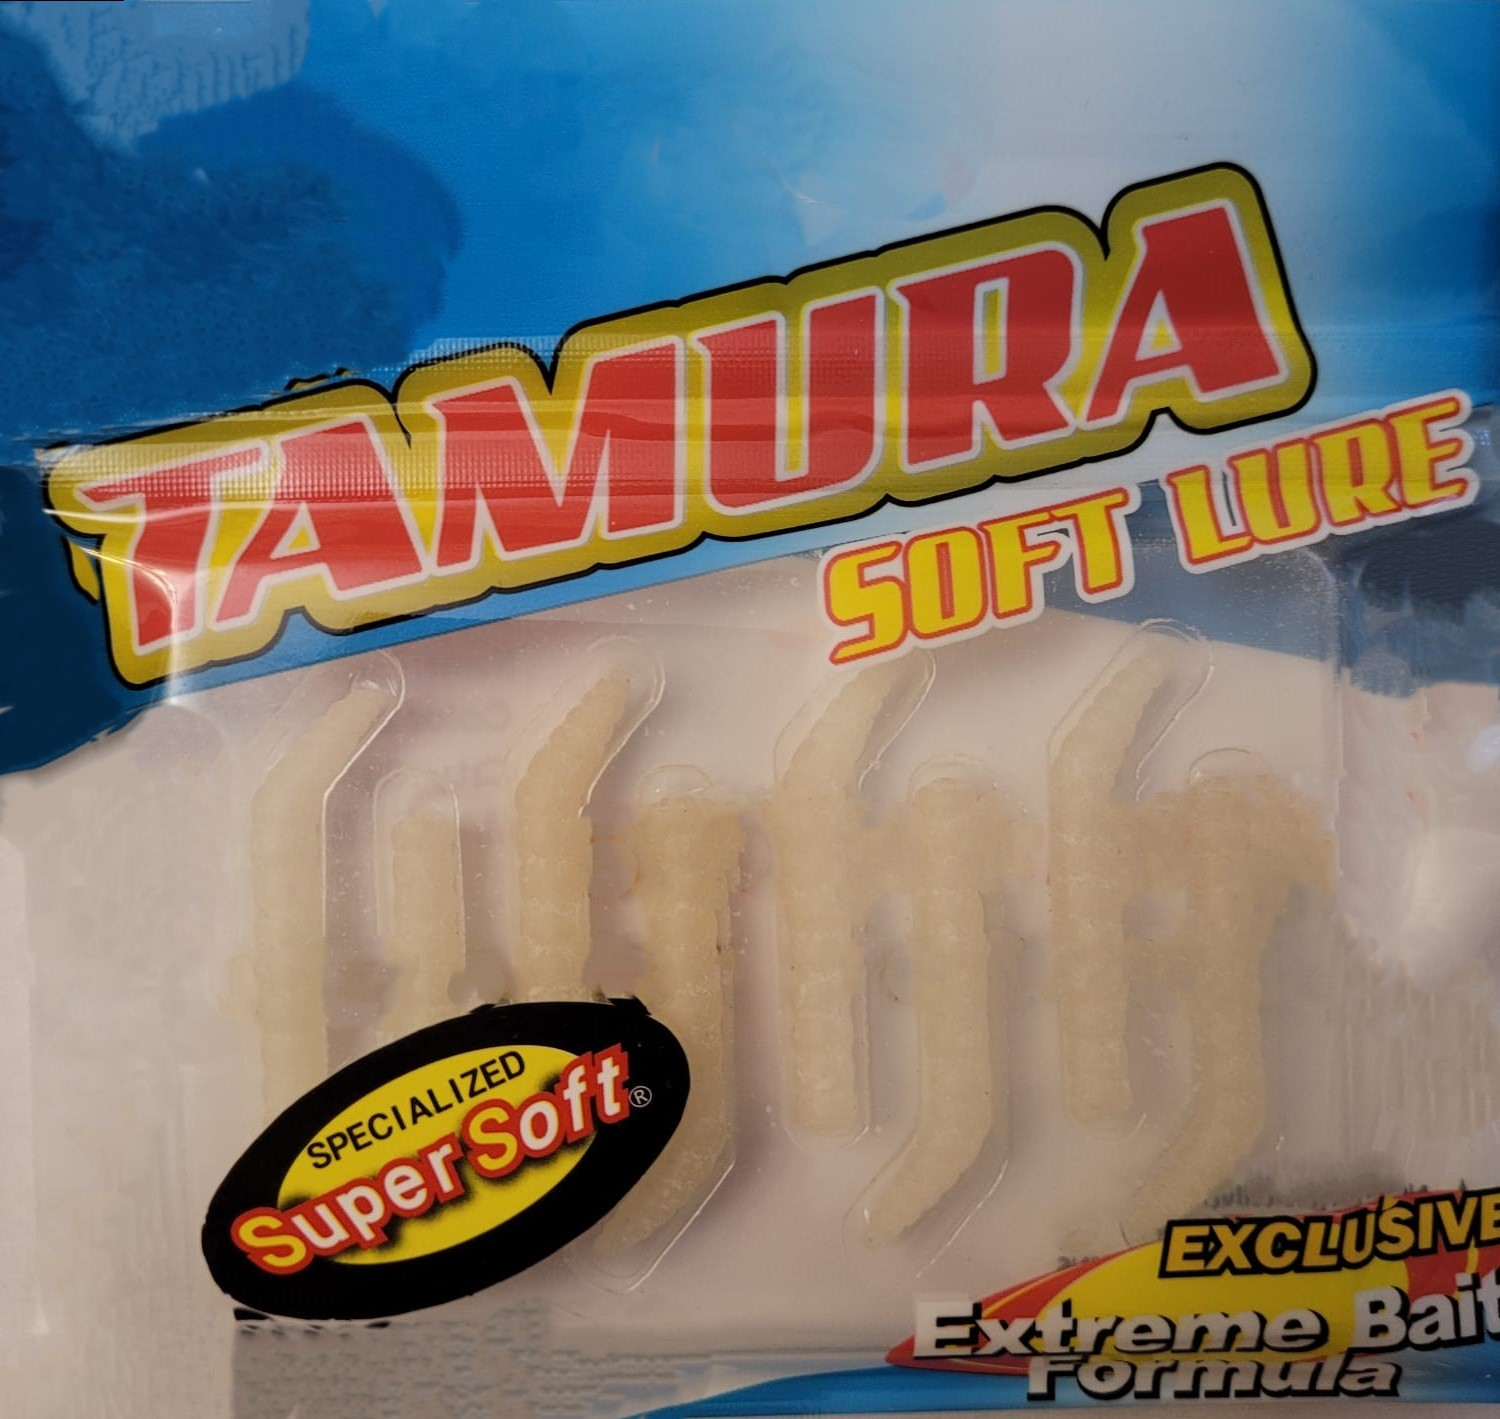 TAMURA
SOFT LURE
SPECIALIZED
Super Soft®
EXCLUSIVE
Extreme Bait
Formula